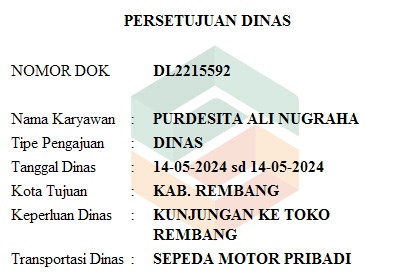 PERSETUJUAN DINAS
NOMOR DOK DL2215592
Nama Karyawan : PURDESITA ALI NUGRAHA
Tipe Pengajuan : DINAS
Tanggal Dinas : 14-05-2024 sd 14-05-2024
Kota Tujuan : KAB. REMBANG
Keperluan Dinas : KUNJUNGAN KE TOKO
REMBANG
Transportasi Dinas : SEPEDA MOTOR PRIBADI